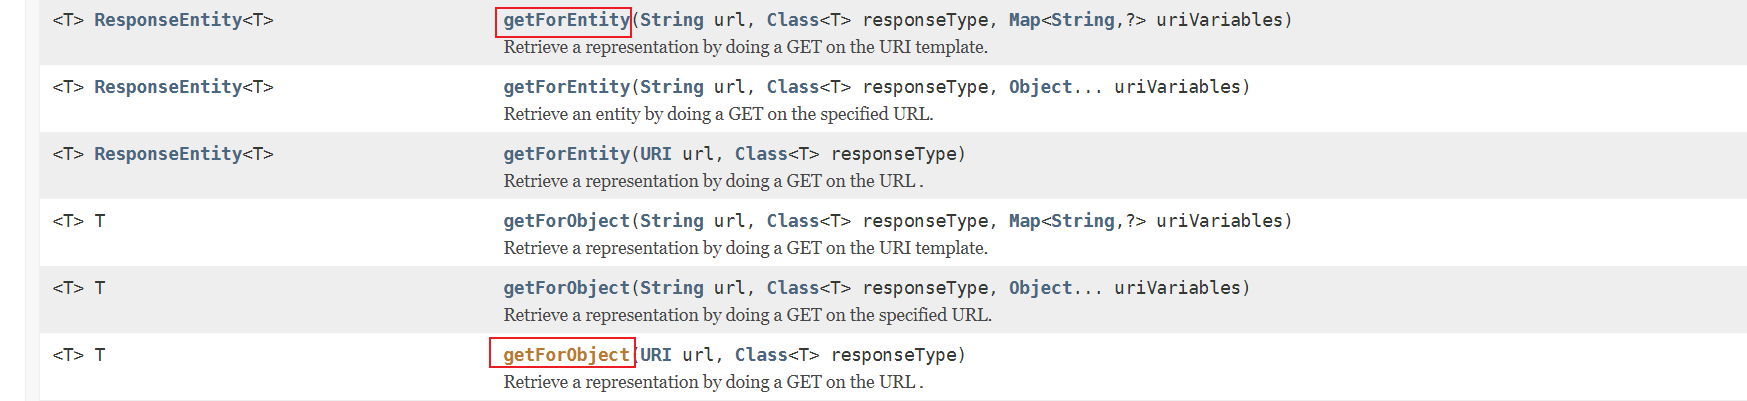 <T> ResponseEntity<T> getForEntity(String url, Class<T> responseType, Map<String,?> uriVariables)
Retrieve a representation by doing a GET on the URI template.
<T> ResponseEntity<T> getForEntity(String url, Class<T> responseType, Object... uriVariables)
Retrieve an entity by doing a GET on the specified URL.
<T> ResponseEntity<T> getForEntity(URI url, Class<T> responseType)
Retrieve a representation by doing a GET on the URL .
<T> T getForObject(String url, Class<T> responseType, Map<String,?> uriVariables)
Retrieve a representation by doing a GET on the URI template.
<T> T getForObject(String url, Class<T> responseType, Object... uriVariables)
Retrieve a representation by doing a GET on the specified URL.
<T> T getForObject(URI url, Class<T> responseType)
Retrieve a representation by doing a GET on the URL .